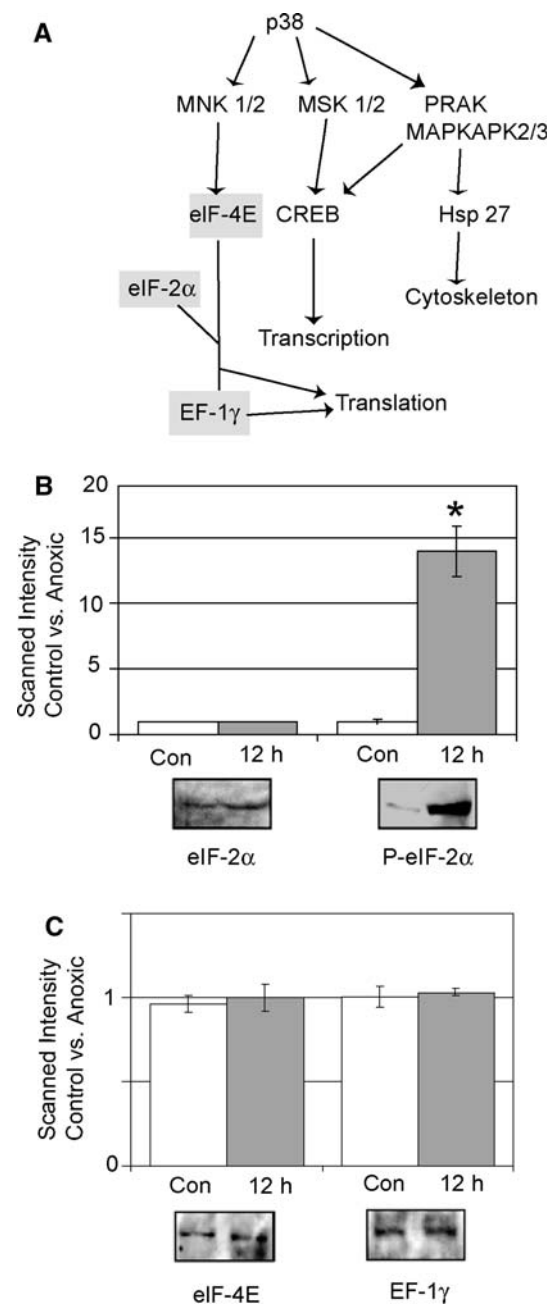 A
p38
MNK 1/2 MSK 1/2 PRAK
MAPKAPK2/3
eIF-4E CREB Hsp 27
eIF-2α
Cytoskeleton
Transcription
EF-1γ Translation
B
Scanned Intensity
Control vs. Anoxic
20
15
10
5
0
*
Con 12 h Con 12 h
eIF-2α P-eIF-2α
C
Scanned Intensity
Control vs. Anoxic
1
0
Con 12 h Con 12 h
eIF-4E EF-1γ